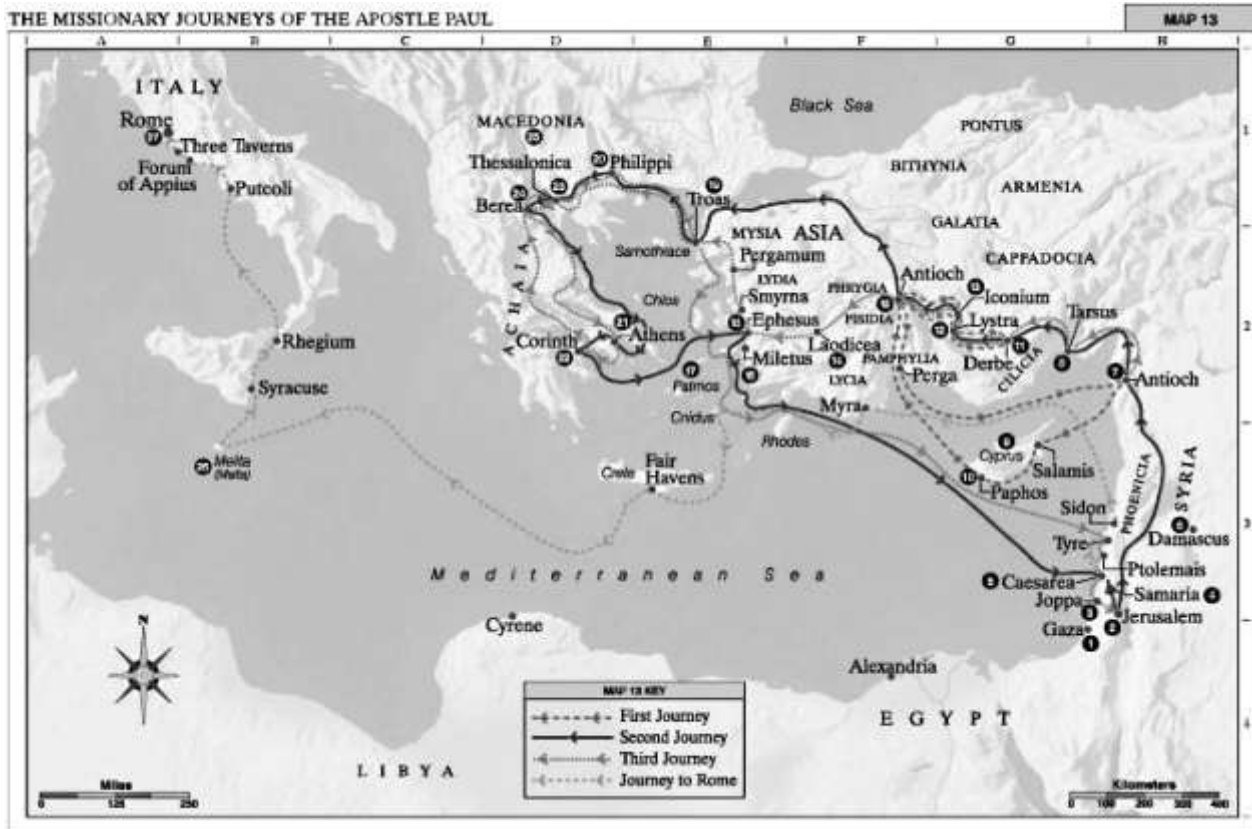 THE MISSIONARY JOURNEYS OF THE APOSTLE PAUL
MAP 13
A B C D E F G H
ITALY
Black Sea
Rome
MACEDONIA
PONTUS
1
Three Taverns
Thessalonica
Philippi
BITHYNIA
Forum
of Appius
Puteoli
ARMENIA
Berea
Troas
GALATIA
MYSIA
ASIA
Samothrace
Pergamum
CAPPADOCIA
ACHAIA
LYDIA
Antioch
PHRYGIA
Iconium
Chios
Smyrna
PISIDIA
Lystra
Tarsus
2
Rhegium
Athens
Ephesus
Corinth
Laodicea
Derbe
CILICIA
Miletus
PAMPHYLIA
Syracuse
Patmos
LYCIA
Perga
Antioch
Cnidus
Myra
Rhodes
Melita
(Malta)
Cyprus
Crete
Fair
Havens
Salamis
Paphos
PHOENICIA
SYRIA
Sidon
3
Tyre
Damascus
Mediterranean Sea
Ptolemais
Caesarea
Samaria
Joppa
Jerusalem
Cyrene
Gaza
N
Alexandria
EGYPT
4
LIBYA
MAP 13 KEY
First Journey
Second Journey
Third Journey
Journey to Rome
Miles
0 125 250
Kilometers
0 100 200 300 400